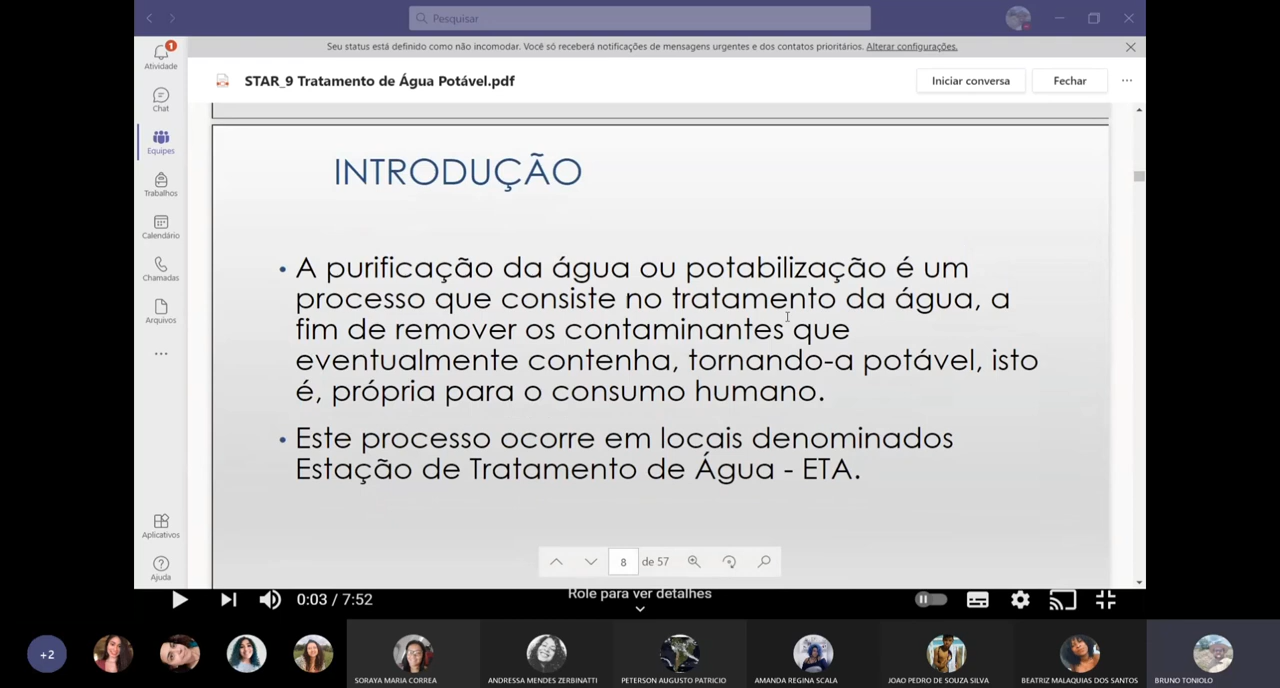 Pesquisar
Seu status está definido como não incomodar. Você só receberá notificações de mensagens urgentes e dos contatos prioritários. Alterar configurações.
1
Atividade
Chat
Equipes
Trabalhos
Calendário
Chamadas
Arquivos
Aplicativos
Ajuda
STAR_9 Tratamento de Água Potável.pdf
Iniciar conversa
Fechar
INTRODUÇÃO
• A purificação da água ou potabilização é um
processo que consiste no tratamento da água, a
fim de remover os contaminantes que
eventualmente contenha, tornando-a potável, isto
é, própria para o consumo humano.
• Este processo ocorre em locais denominados
Estação de Tratamento de Água - ETA.
8 de 57
0:03 / 7:52
Role para ver detalhes
+2
SORAYA MARIA CORREA
ANDRESSA MENDES ZERBINATTI
PETERSON AUGUSTO PATRICIO
AMANDA REGINA SCALA
JOAO PEDRO DE SOUZA SILVA
BEATRIZ MALAQUIAS DOS SANTOS
BRUNO TONIOLO